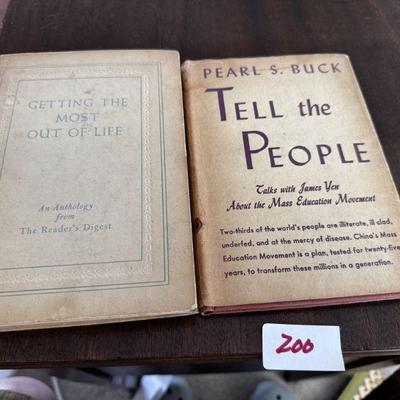 GETTING THE
MOST
OUT OF LIFE
An Anthology
from
The Reader's Digest
PEARL S. BUCK
TELL the
PEOPLE
Talks with James Yen
About the Mass Education Movement
Two-thirds of the world's people are illiterate, ill clad,
underfed, and at the mercy of disease. China's Mass
Education Movement is a plan, tested for twenty-five
years, to transform these millions in a generation.
200